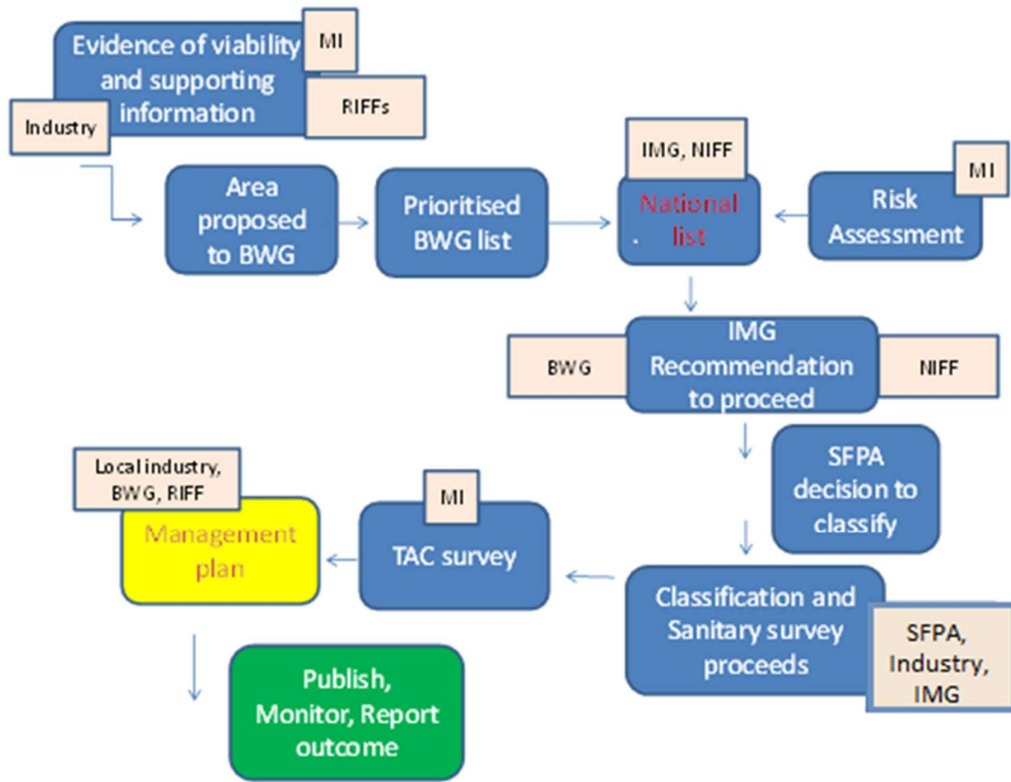 Evidence of viability
and supporting
information
MI
RIFFs
Industry
Area
proposed
to BWG
Prioritised
BWG list
IMG, NIFF
National
list
.
MI
Risk
Assessment
BWG
IMG
Recommendation
to proceed
NIFF
SFPA
decision to
classify
Classification and
Sanitary survey
proceeds
SFPA,
Industry,
IMG
MI
TAC survey
Local industry,
BWG, RIFF
Management
plan
Publish,
Monitor, Report
outcome